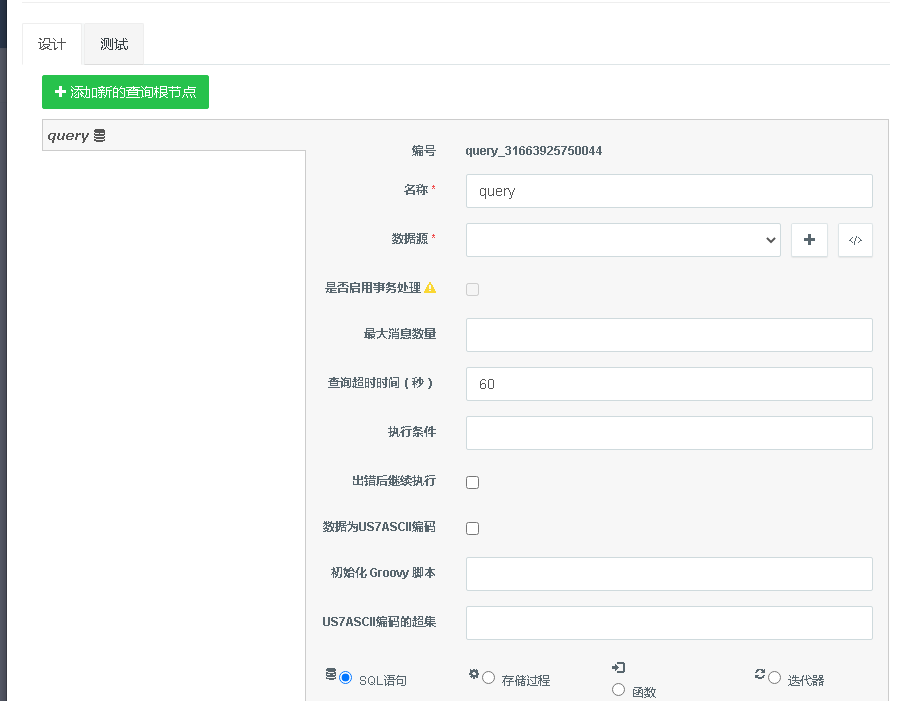 设计 测试
添加新的查询根节点
query
编号 query_31663925750044
名称 * query
数据源 *
是否启用事务处理
最大消息数量
查询超时时间（秒） 60
执行条件
出错后继续执行
数据为US7ASCII编码
初始化 Groovy 脚本
US7ASCII编码的超集
SQL语句 存储过程 函数 迭代器